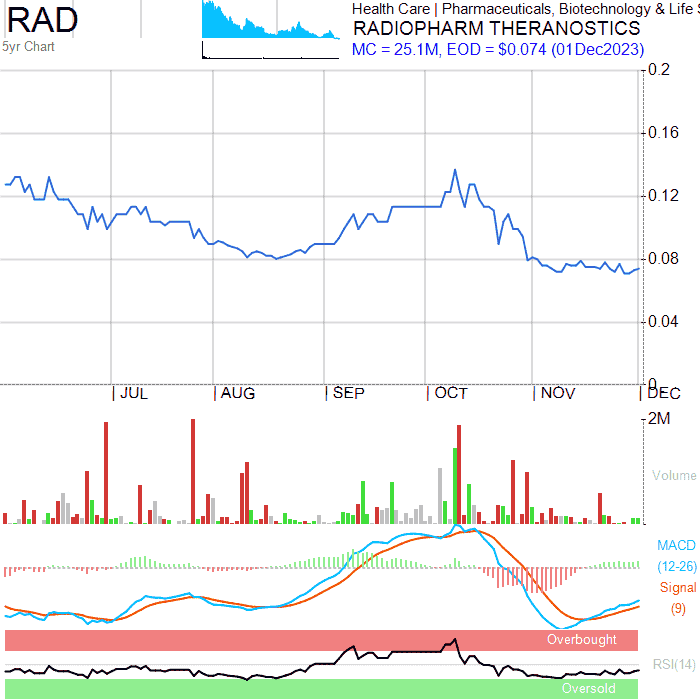 RAD
5yr Chart
Health Care | Pharmaceuticals, Biotechnology & Life S
RADIOPHARM THERANOSTICS
MC = 25.1M, EOD = $0.074 (01Dec2023)
0.2
0.16
0.12
0.08
0.04
0
| JUL | AUG | SEP | OCT | NOV | DEC
2M
Volume
MACD
(12-26)
Signal
(9)
Overbought
RSI(14)
Oversold